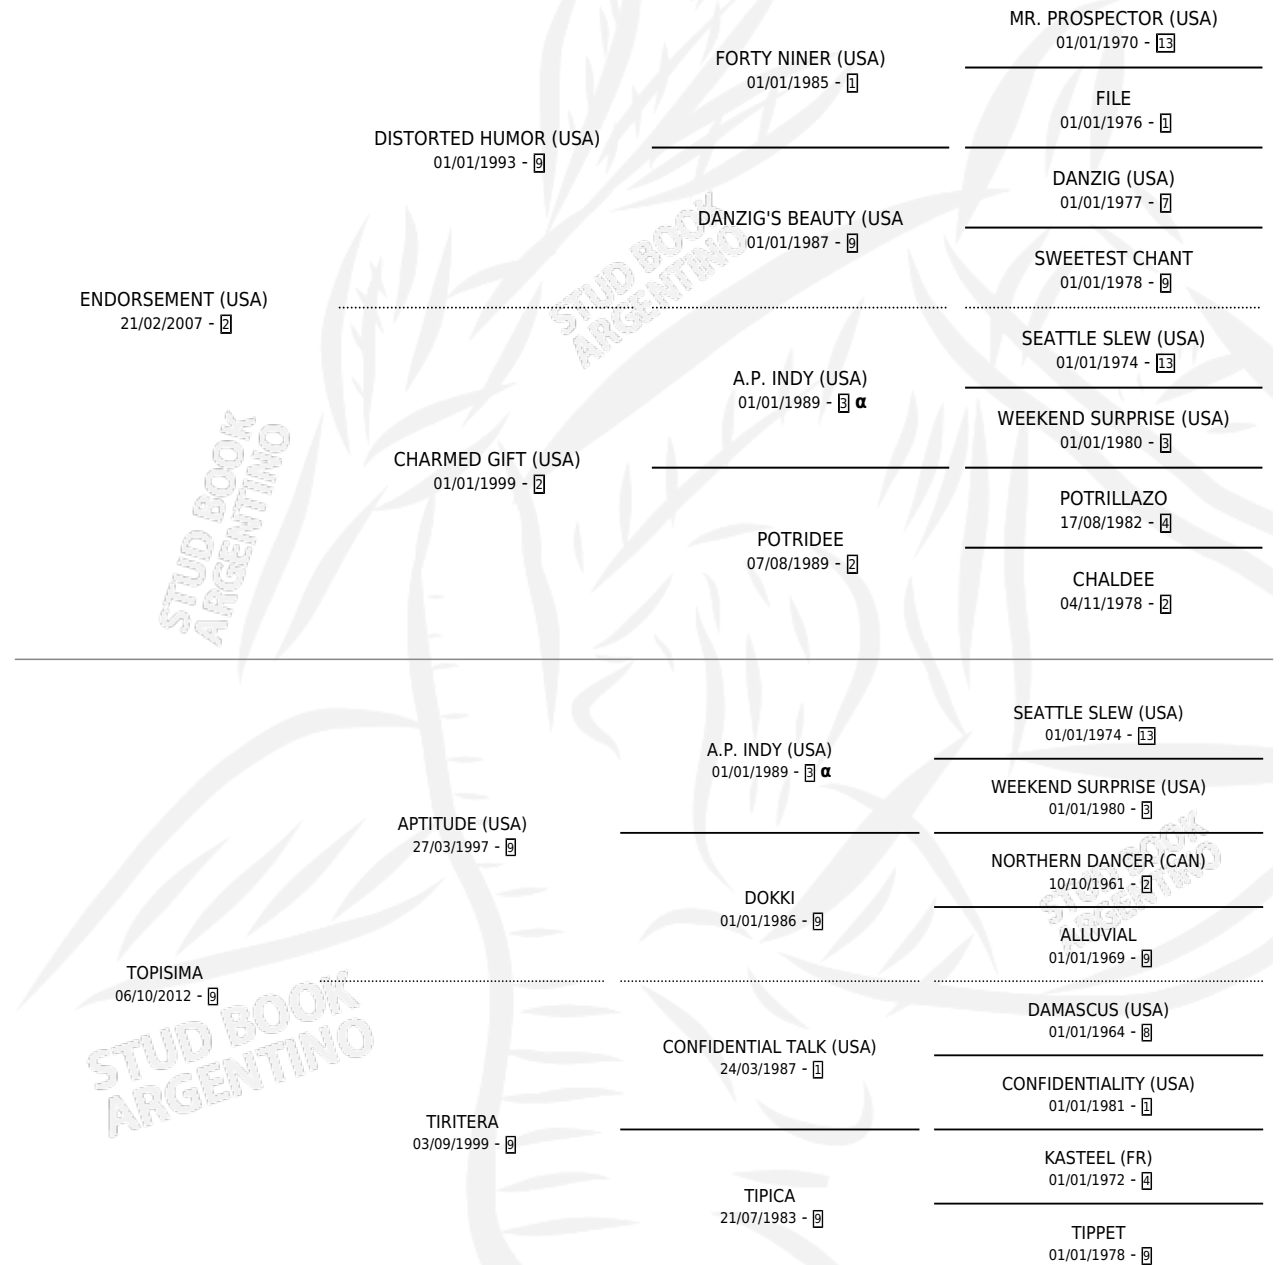 MR. PROSPECTOR (USA)
01/01/1970 - 13
FORTY NINER (USA)
01/01/1985 - 1
FILE
01/01/1976 - 1
DISTORTED HUMOR (USA)
01/01/1993 - 9
DANZIG (USA)
01/01/1977 - 7
DANZIG'S BEAUTY (USA
01/01/1987 - 9
SWEETEST CHANT
01/01/1978 - 9
STUD BOOK
ARGENTINO
ENDORSEMENT (USA)
21/02/2007 - 2
SEATTLE SLEW (USA)
01/01/1974 - 13
A.P. INDY (USA)
01/01/1989 - 3 α
WEEKEND SURPRISE (USA)
01/01/1980 - 3
CHARMED GIFT (USA)
01/01/1999 - 2
POTRILLAZO
17/08/1982 - 4
POTRIDEE
07/08/1989 - 2
CHALDEE
04/11/1978 - 2
STUD BOOK
ARGENTINO
SEATTLE SLEW (USA)
01/01/1974 - 13
A.P. INDY (USA)
01/01/1989 - 3 α
WEEKEND SURPRISE (USA)
01/01/1980 - 3
APTITUDE (USA)
27/03/1997 - 9
NORTHERN DANCER (CAN)
10/10/1961 - 2
STUD BOOK
ARGENTINO
DOKKI
01/01/1986 - 9
ALLUVIAL
01/01/1969 - 9
TOPISIMA
06/10/2012 - 9
STUD BOOK
ARGENTINO
DAMASCUS (USA)
01/01/1964 - 8
CONFIDENTIAL TALK (USA)
24/03/1987 - 1
CONFIDENTIALITY (USA)
01/01/1981 - 1
TIRITERA
03/09/1999 - 9
KASTEEL (FR)
01/01/1972 - 4
TIPICA
21/07/1983 - 9
TIPPET
01/01/1978 - 9